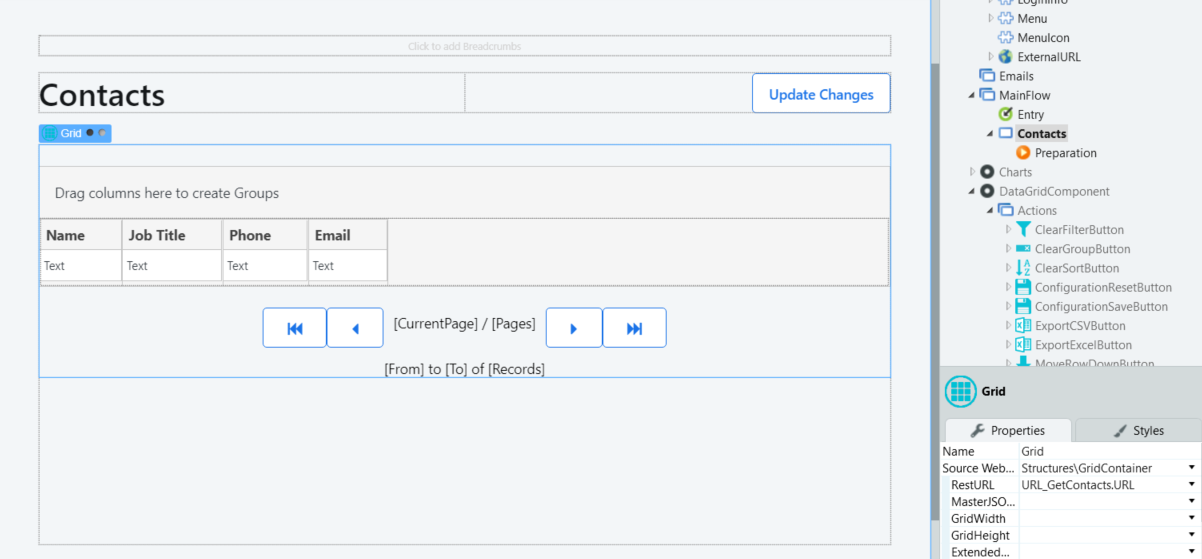 Click to add Breadcrumbs
Contacts
Update Changes
Grid
Drag columns here to create Groups
Name Job Title Phone Email
Text Text Text Text
[CurrentPage] / [Pages]
[From] to [To] of [Records]
LoginInfo
Menu
MenuIcon
ExternalURL
Emails
MainFlow
Entry
Contacts
Preparation
Charts
DataGridComponent
Actions
ClearFilterButton
ClearGroupButton
ClearSortButton
ConfigurationResetButton
ConfigurationSaveButton
ExportCSVButton
ExportExcelButton
MoveRowDownButton
Grid
Properties Styles
Name Grid
Source Web... Structures\GridContainer
RestURL URL_GetContacts.URL
MasterJSO...
GridWidth
GridHeight
Extended...